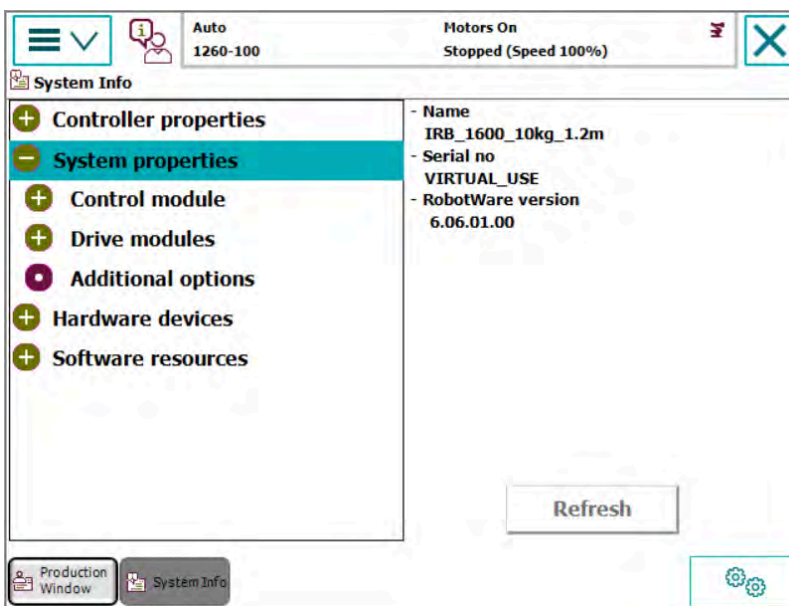 Auto
Motors On
1260-100
Stopped (Speed 100%)
System Info
Controller properties
System properties
Control module
Drive modules
Additional options
Hardware devices
Software resources
- Name
IRB_1600_10kg_1.2m
- Serial no
VIRTUAL_USE
- RobotWare version
6.06.01.00
Refresh
Production
Window
System Info